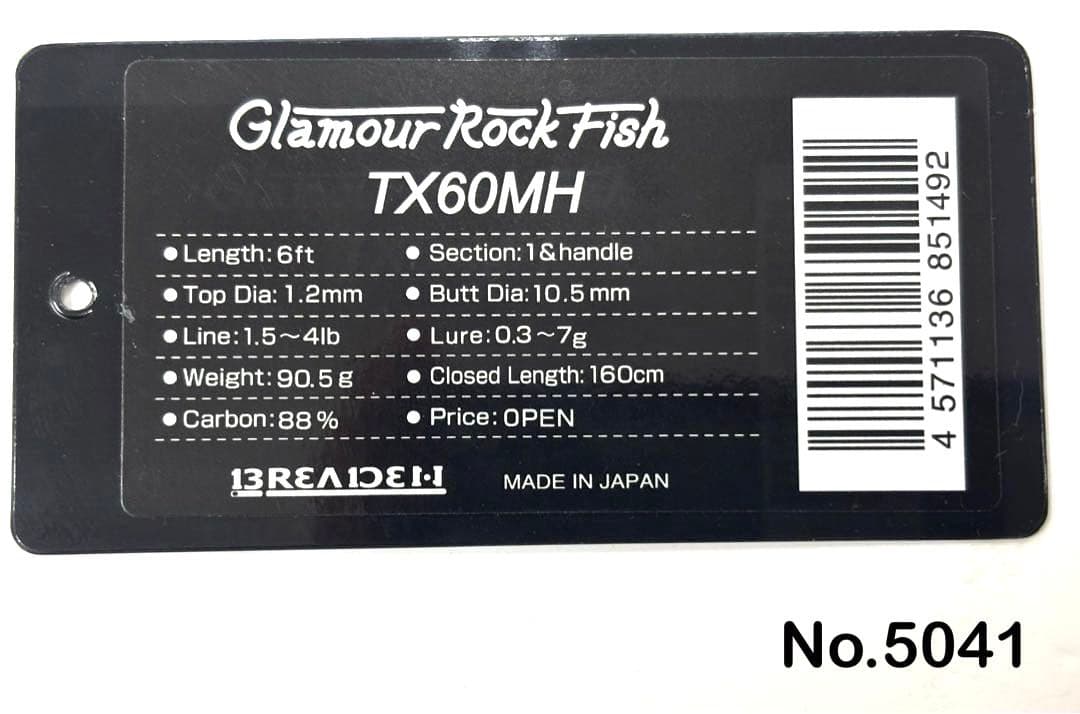 Glamour Rock Fish
TX60MH
●Length:6ft ●Section:1&handle
●Top Dia:1.2mm ●Butt Dia:10.5mm
●Line:1.5～4lb ●Lure:0.3～7g
●Weight:90.5g ●Closed Length:160cm
●Carbon:88% ●Price:OPEN
BREADEN MADE IN JAPAN
4 571136 851492
No.5041